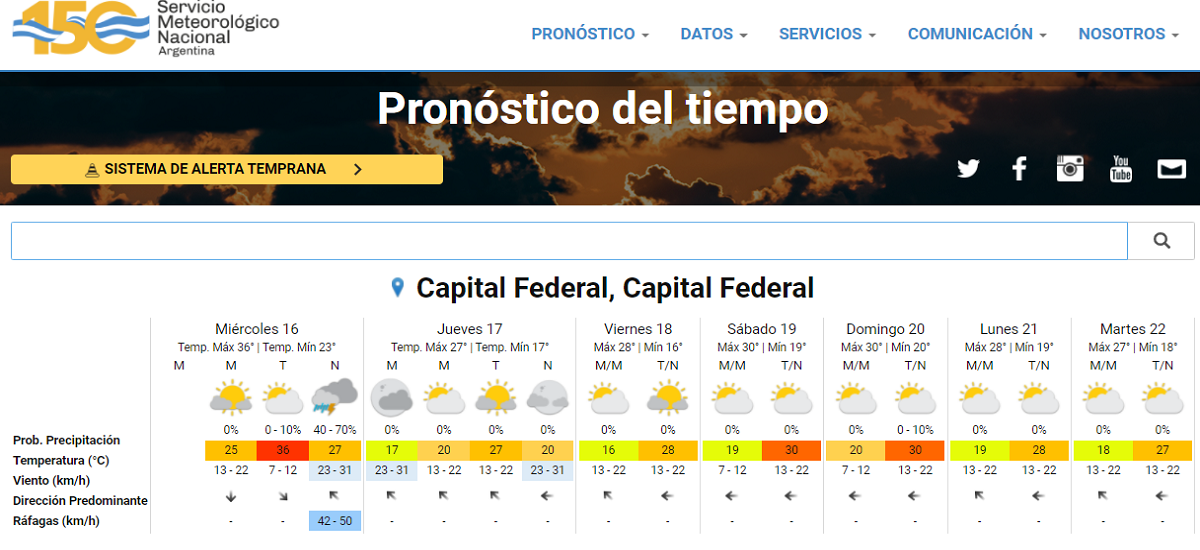 150 Servicio
Meteorológico
Nacional
Argentina
PRONÓSTICO DATOS SERVICIOS COMUNICACIÓN NOSOTROS
Pronóstico del tiempo
SISTEMA DE ALERTA TEMPRANA
You
Tube
Capital Federal, Capital Federal
Miércoles 16 Jueves 17 Viernes 18 Sábado 19 Domingo 20 Lunes 21 Martes 22
Temp. Máx 36° | Temp. Mín 23° Temp. Máx 27° | Temp. Mín 17° Máx 28° | Mín 16° Máx 30° | Mín 19° Máx 30° | Mín 20° Máx 28° | Mín 19° Máx 27° | Mín 18°
M M T N M M T N M/M T/N M/M T/N M/M T/N M/M T/N M/M T/N
Prob. Precipitación 0% 0 - 10% 40 - 70% 0% 0% 0% 0% 0% 0% 0% 0% 0% 0 - 10% 0% 0% 0% 0%
Temperatura (°C) 25 36 27 17 20 27 20 16 28 19 30 20 30 19 28 18 27
Viento (km/h) 13 - 22 7 - 12 23 - 31 23 - 31 13 - 22 13 - 22 23 - 31 13 - 22 13 - 22 7 - 12 13 - 22 7 - 12 13 - 22 13 - 22 13 - 22 13 - 22 13 - 22
Dirección Predominante
Ráfagas (km/h) - - 42 - 50 - - - - - - - - - - - - - -